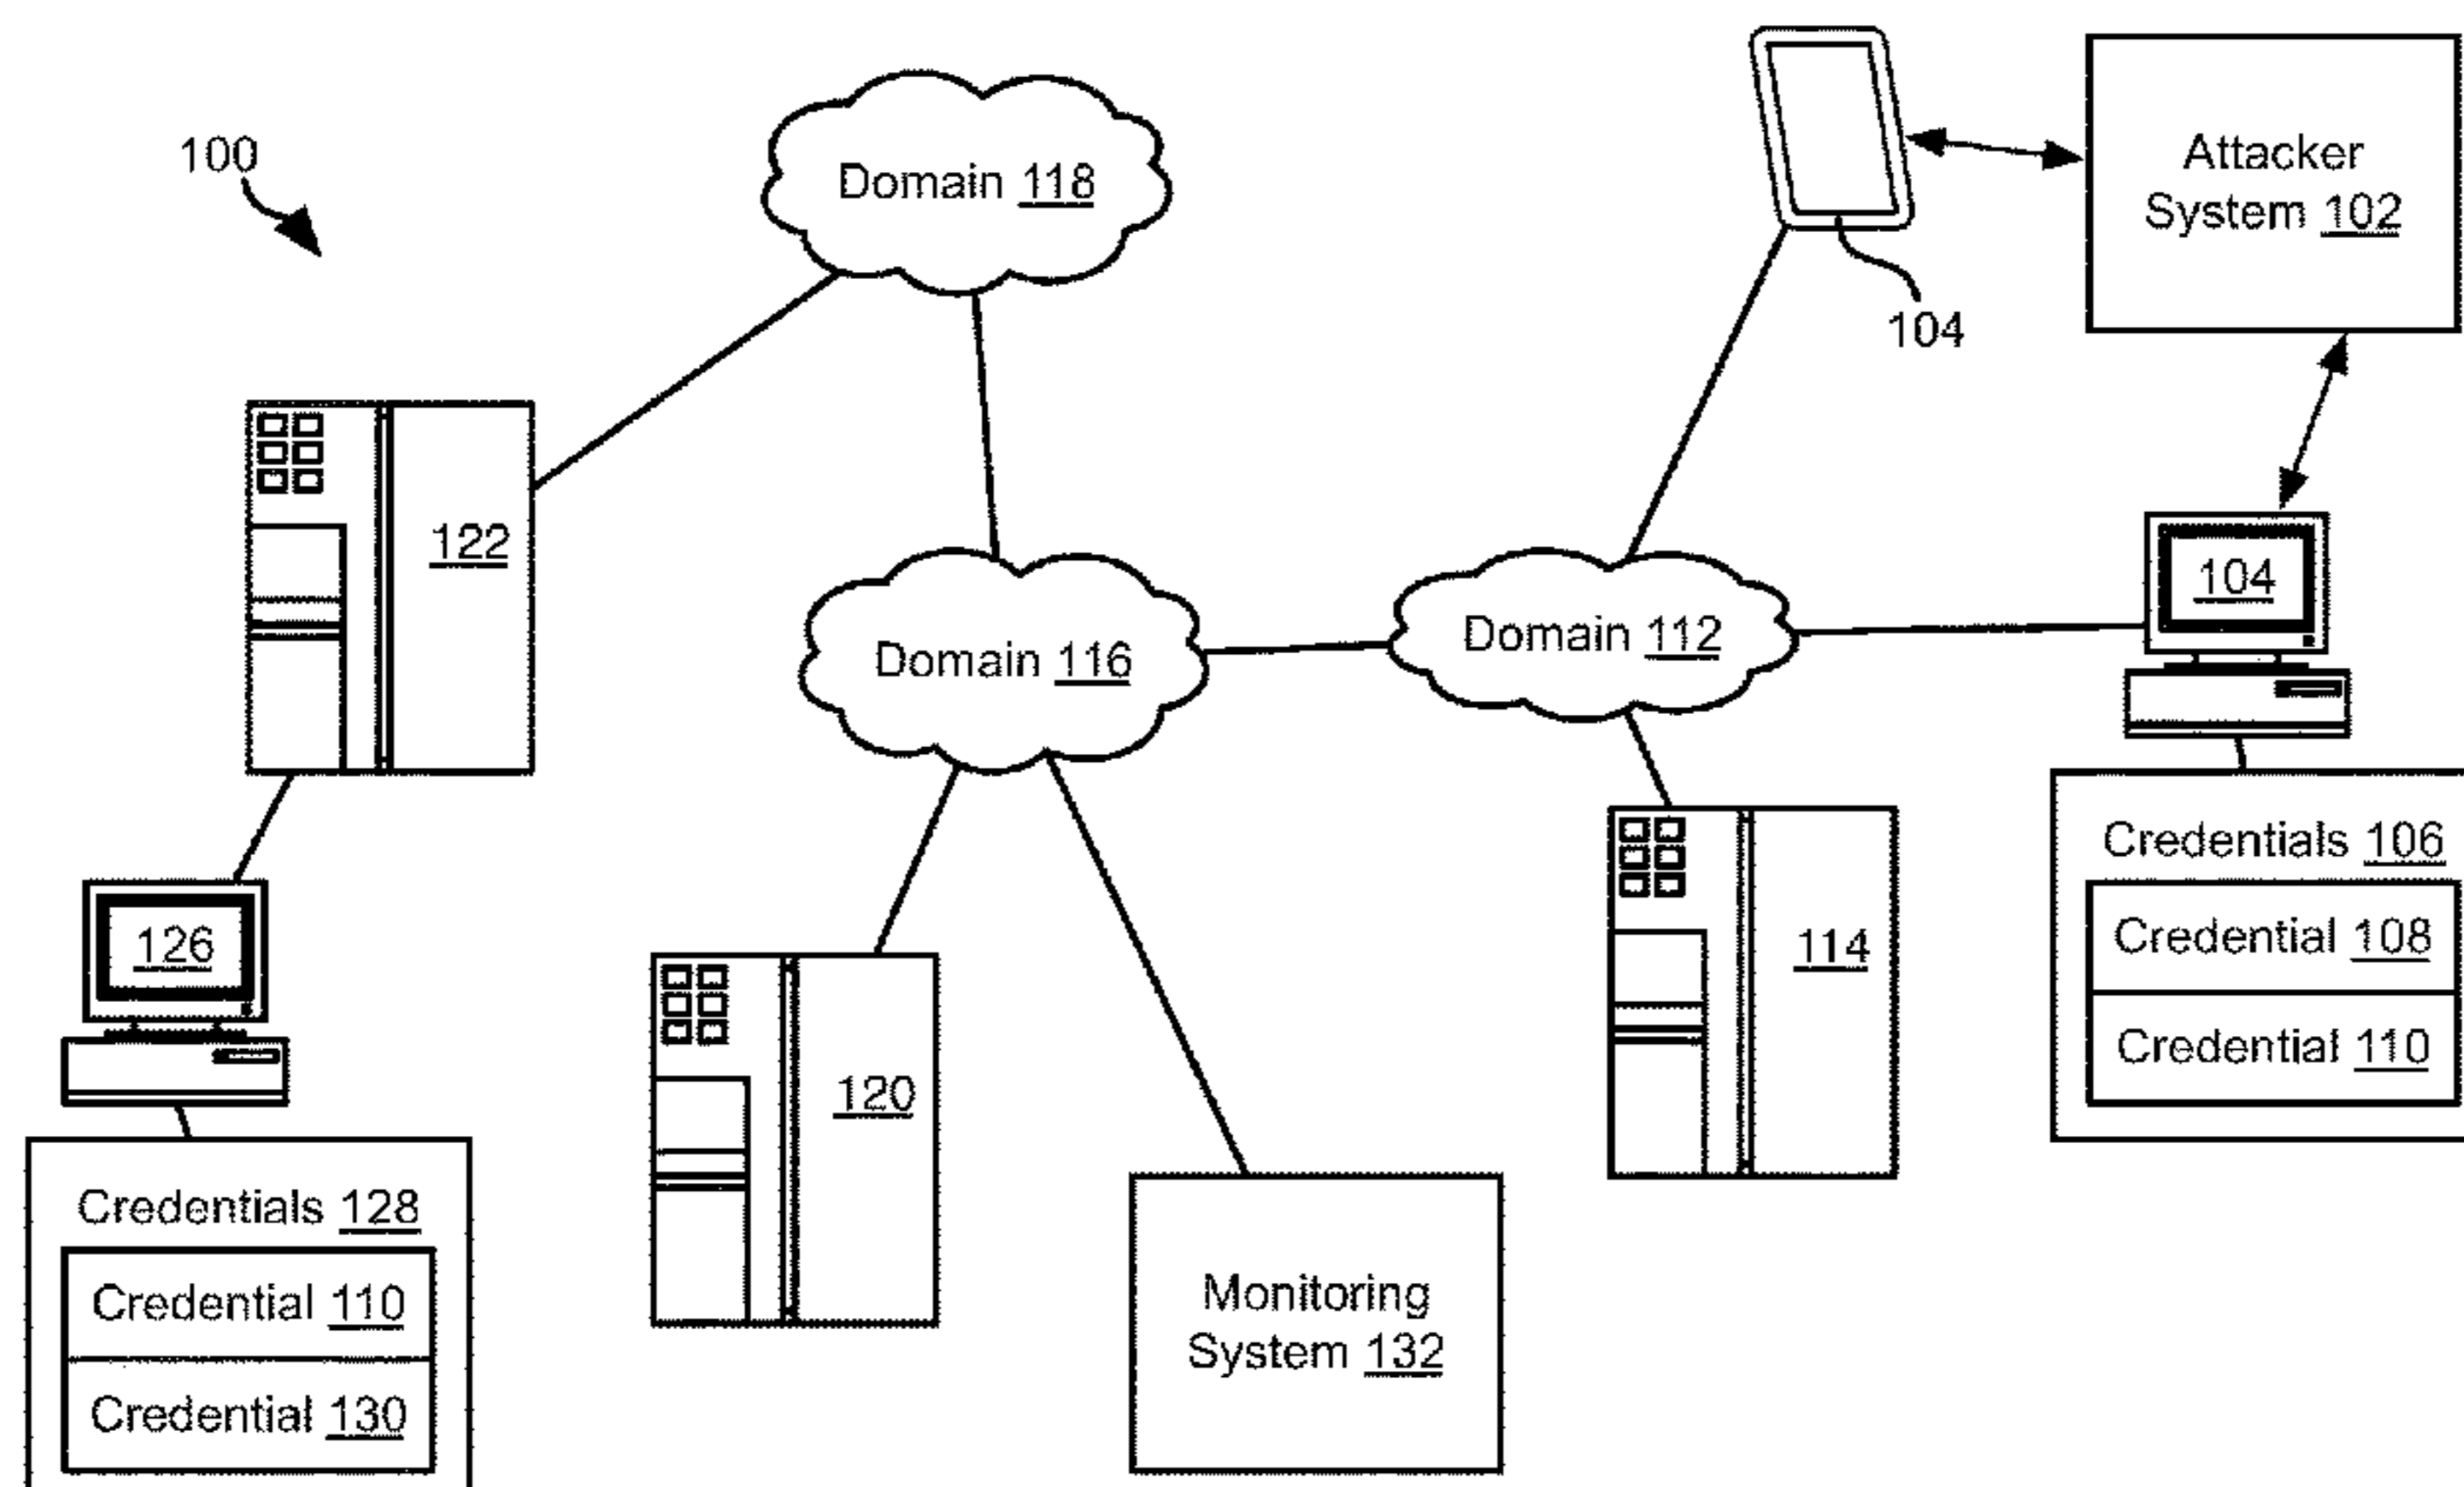 100
Domain 118
Attacker
System 102
104
122
Domain 116
Domain 112
104
126
120
114
Credentials 106
Credential 108
Credential 110
Credentials 128
Credential 110
Credential 130
Monitoring
System 132